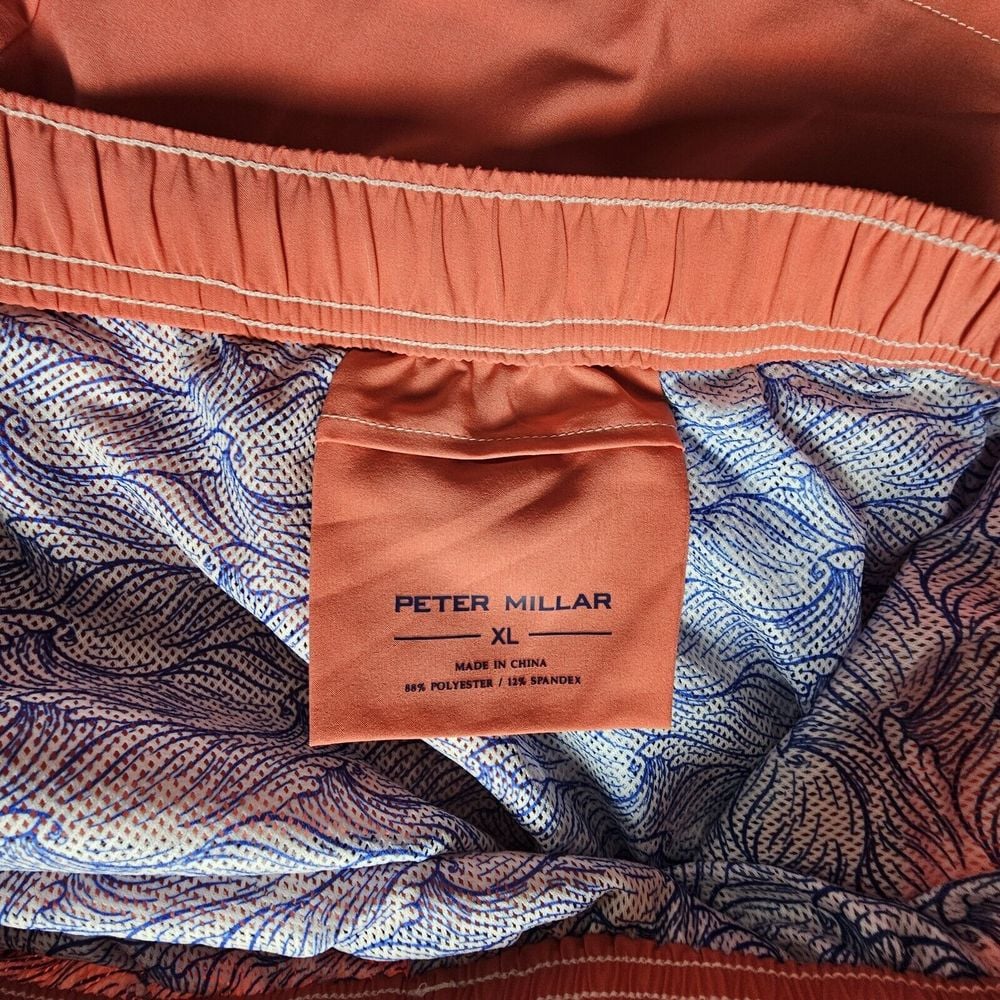 PETER MILLAR
XL
MADE IN CHINA
88% POLYESTER / 12% SPANDEX